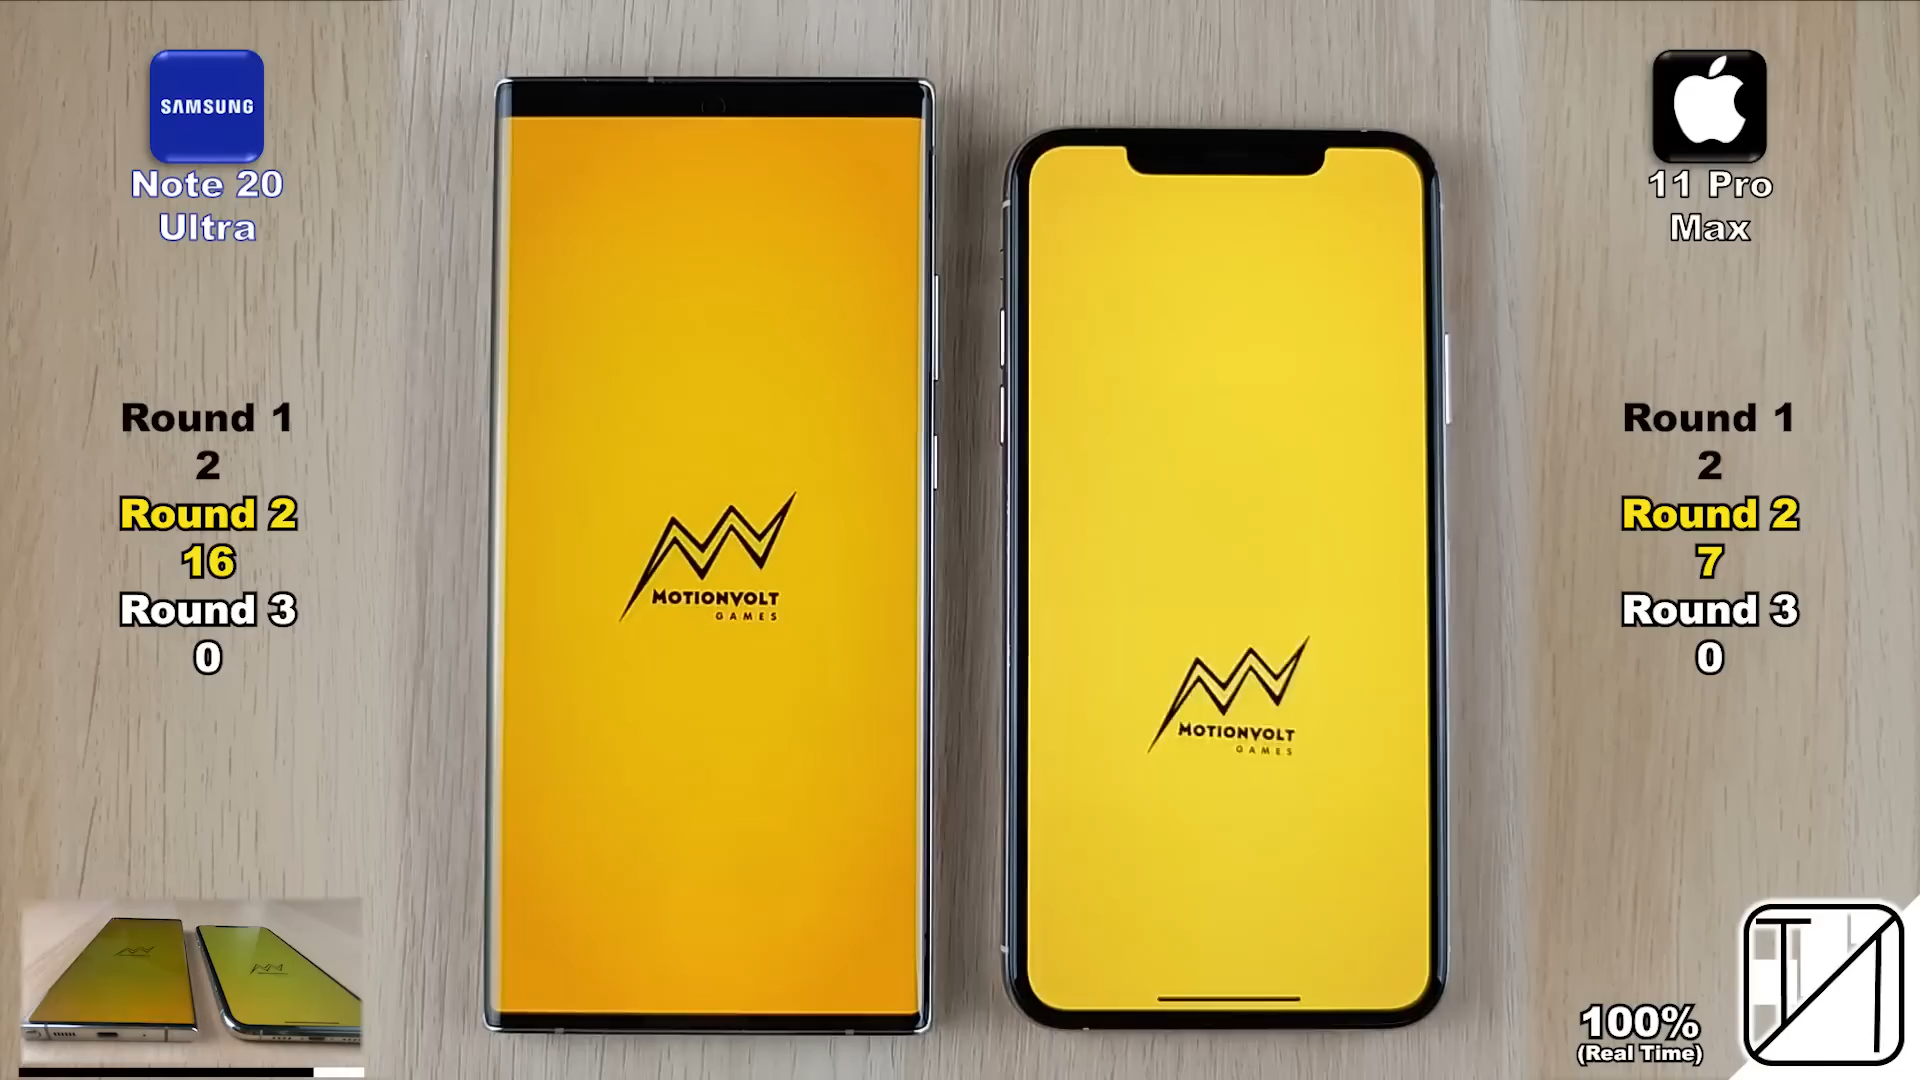 SAMSUNG
Note 20
Ultra
Round 1
2
Round 2
16
Round 3
0
MOTIONVOLT
GAMES
MOTIONVOLT
GAMES
11 Pro
Max
Round 1
2
Round 2
7
Round 3
0
100%
(Real Time)